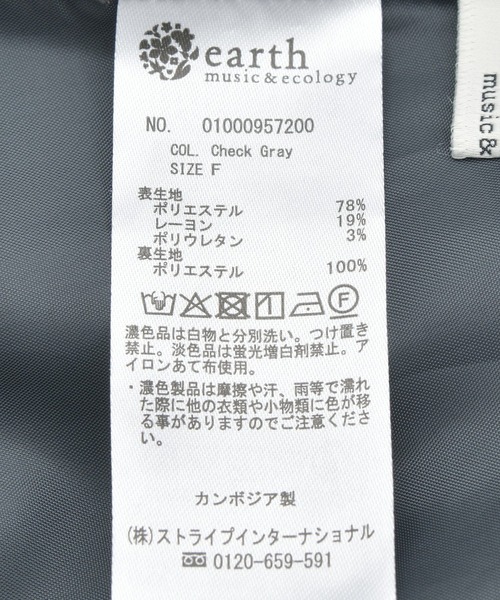 earth
music & ecology
music &
NO. 01000957200
COL. Check Gray
SIZE F
表生地
ポリエステル 78%
レーヨン 19%
ポリウレタン 3%
裏生地
ポリエステル 100%
F
濃色品は白物と分別洗い。つけ置き
禁止。淡色品は蛍光増白剤禁止。ア
イロンあて布使用。
・濃色製品は摩擦や汗、雨等で濡れ
た際に他の衣類や小物類に色が移
る事がありますのでご注意くださ
い。
カンボジア製
(株)ストライプインターナショナル
0120-659-591